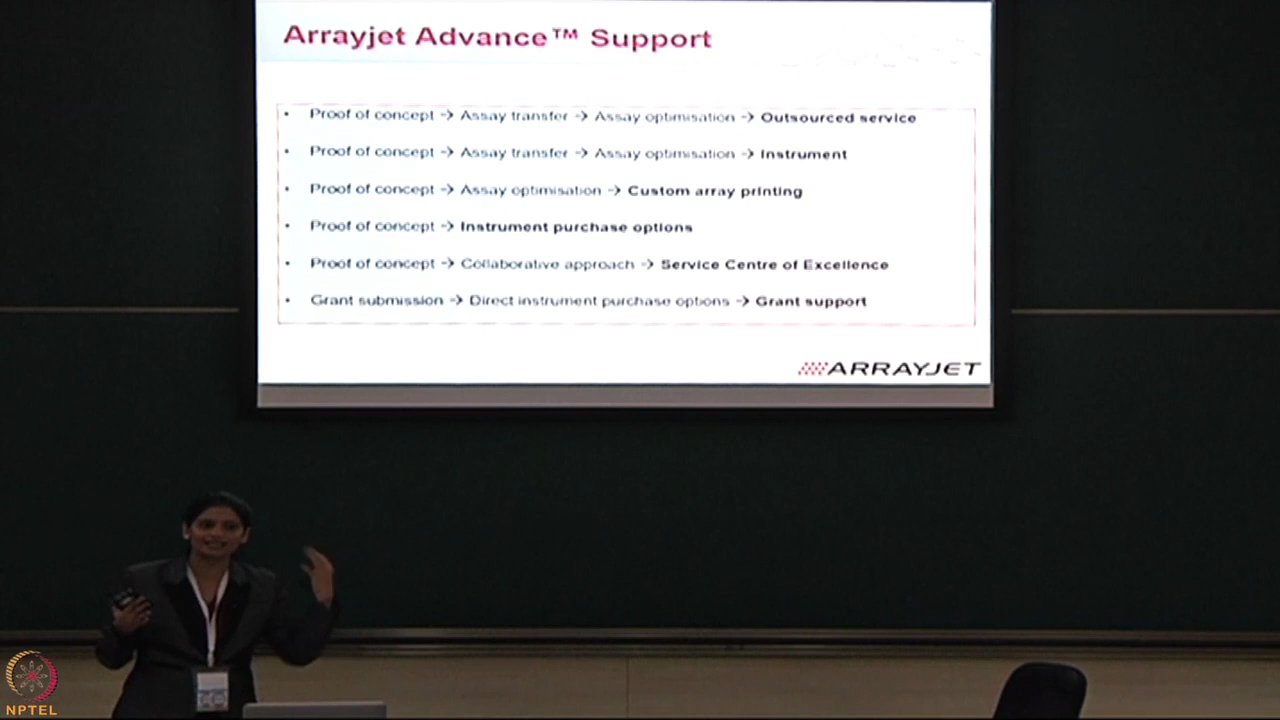 Arrayjet Advance™ Support
• Proof of concept → Assay transfer → Assay optimisation → Outsourced service
• Proof of concept → Assay transfer → Assay optimisation → Instrument
• Proof of concept → Assay optimisation → Custom array printing
• Proof of concept → Instrument purchase options
• Proof of concept → Collaborative approach → Service Centre of Excellence
• Grant submission → Direct instrument purchase options → Grant support
ARRAYJET
NPTEL